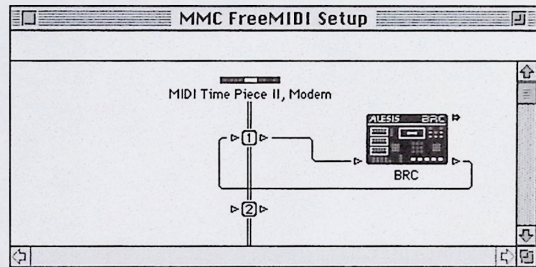 MMC FreeMIDI Setup
MIDI Time Piece II, Modem
1
ALESIS BRC
BRC
2